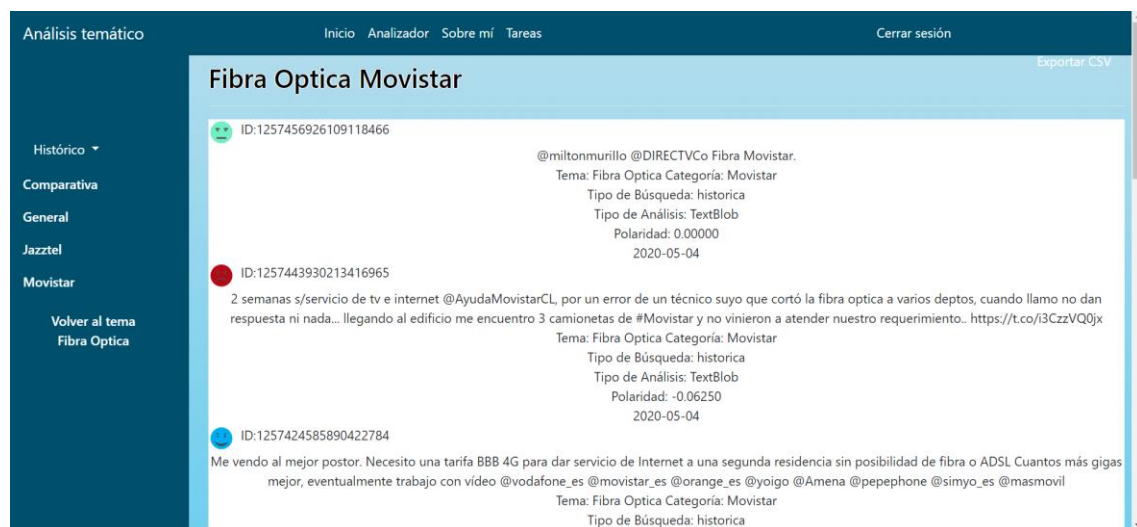 Análisis temático
Inicio Analizador Sobre mí Tareas
Cerrar sesión
Exportar CSV
Histórico
Comparativa
General
Jazztel
Movistar
Volver al tema
Fibra Optica
Fibra Optica Movistar
ID:1257456926109118466
@miltonmurillo @DIRECTVCo Fibra Movistar.
Tema: Fibra Optica Categoría: Movistar
Tipo de Búsqueda: historica
Tipo de Análisis: TextBlob
Polaridad: 0.00000
2020-05-04
ID:1257443930213416965
2 semanas s/servicio de tv e internet @AyudaMovistarCL, por un error de un técnico suyo que cortó la fibra optica a varios deptos, cuando llamo no dan
respuesta ni nada... llegando al edificio me encuentro 3 camionetas de #Movistar y no vinieron a atender nuestro requerimiento.. https://t.co/i3CzzVQ0jx
Tema: Fibra Optica Categoría: Movistar
Tipo de Búsqueda: historica
Tipo de Análisis: TextBlob
Polaridad: -0.06250
2020-05-04
ID:1257424585890422784
Me vendo al mejor postor. Necesito una tarifa BBB 4G para dar servicio de Internet a una segunda residencia sin posibilidad de fibra o ADSL Cuantos más gigas
mejor, eventualmente trabajo con vídeo @vodafone_es @movistar_es @orange_es @yoigo @Amena @pepephone @simyo_es @masmovil
Tema: Fibra Optica Categoría: Movistar
Tipo de Búsqueda: historica